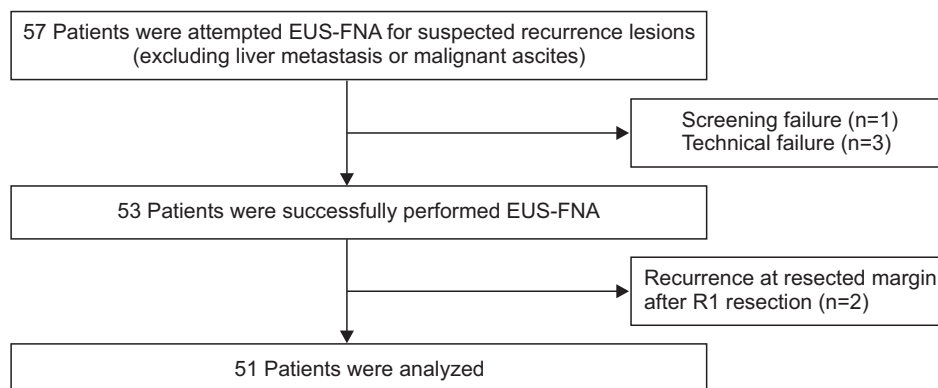 57 Patients were attempted EUS-FNA for suspected recurrence lesions
(excluding liver metastasis or malignant ascites)
Screening failure (n=1)
Technical failure (n=3)
53 Patients were successfully performed EUS-FNA
Recurrence at resected margin
after R1 resection (n=2)
51 Patients were analyzed